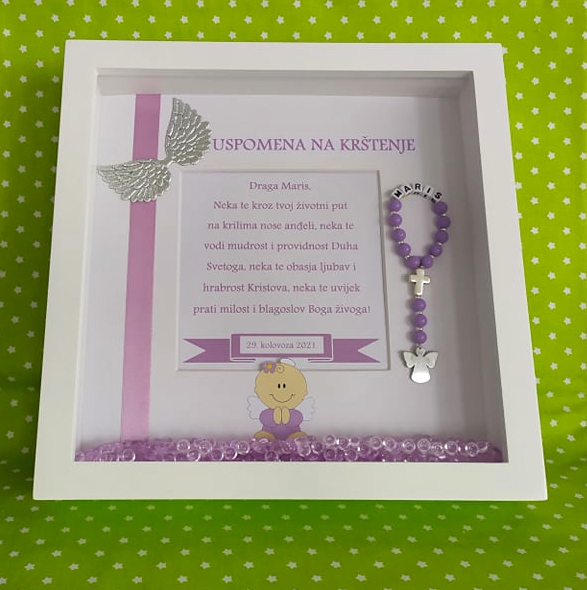 USPOMENA NA KRŠTENJE
Draga Maris,
Neka te kroz tvoj životni put
na krilima nose anđeli, neka te
vodi mudrost i providnost Duha
Svetoga, neka te obasja ljubav i
hrabrost Kristova, neka te uvijek
prati milost i blagoslov Boga živoga!
29. kolovoza 2021.
MARIS